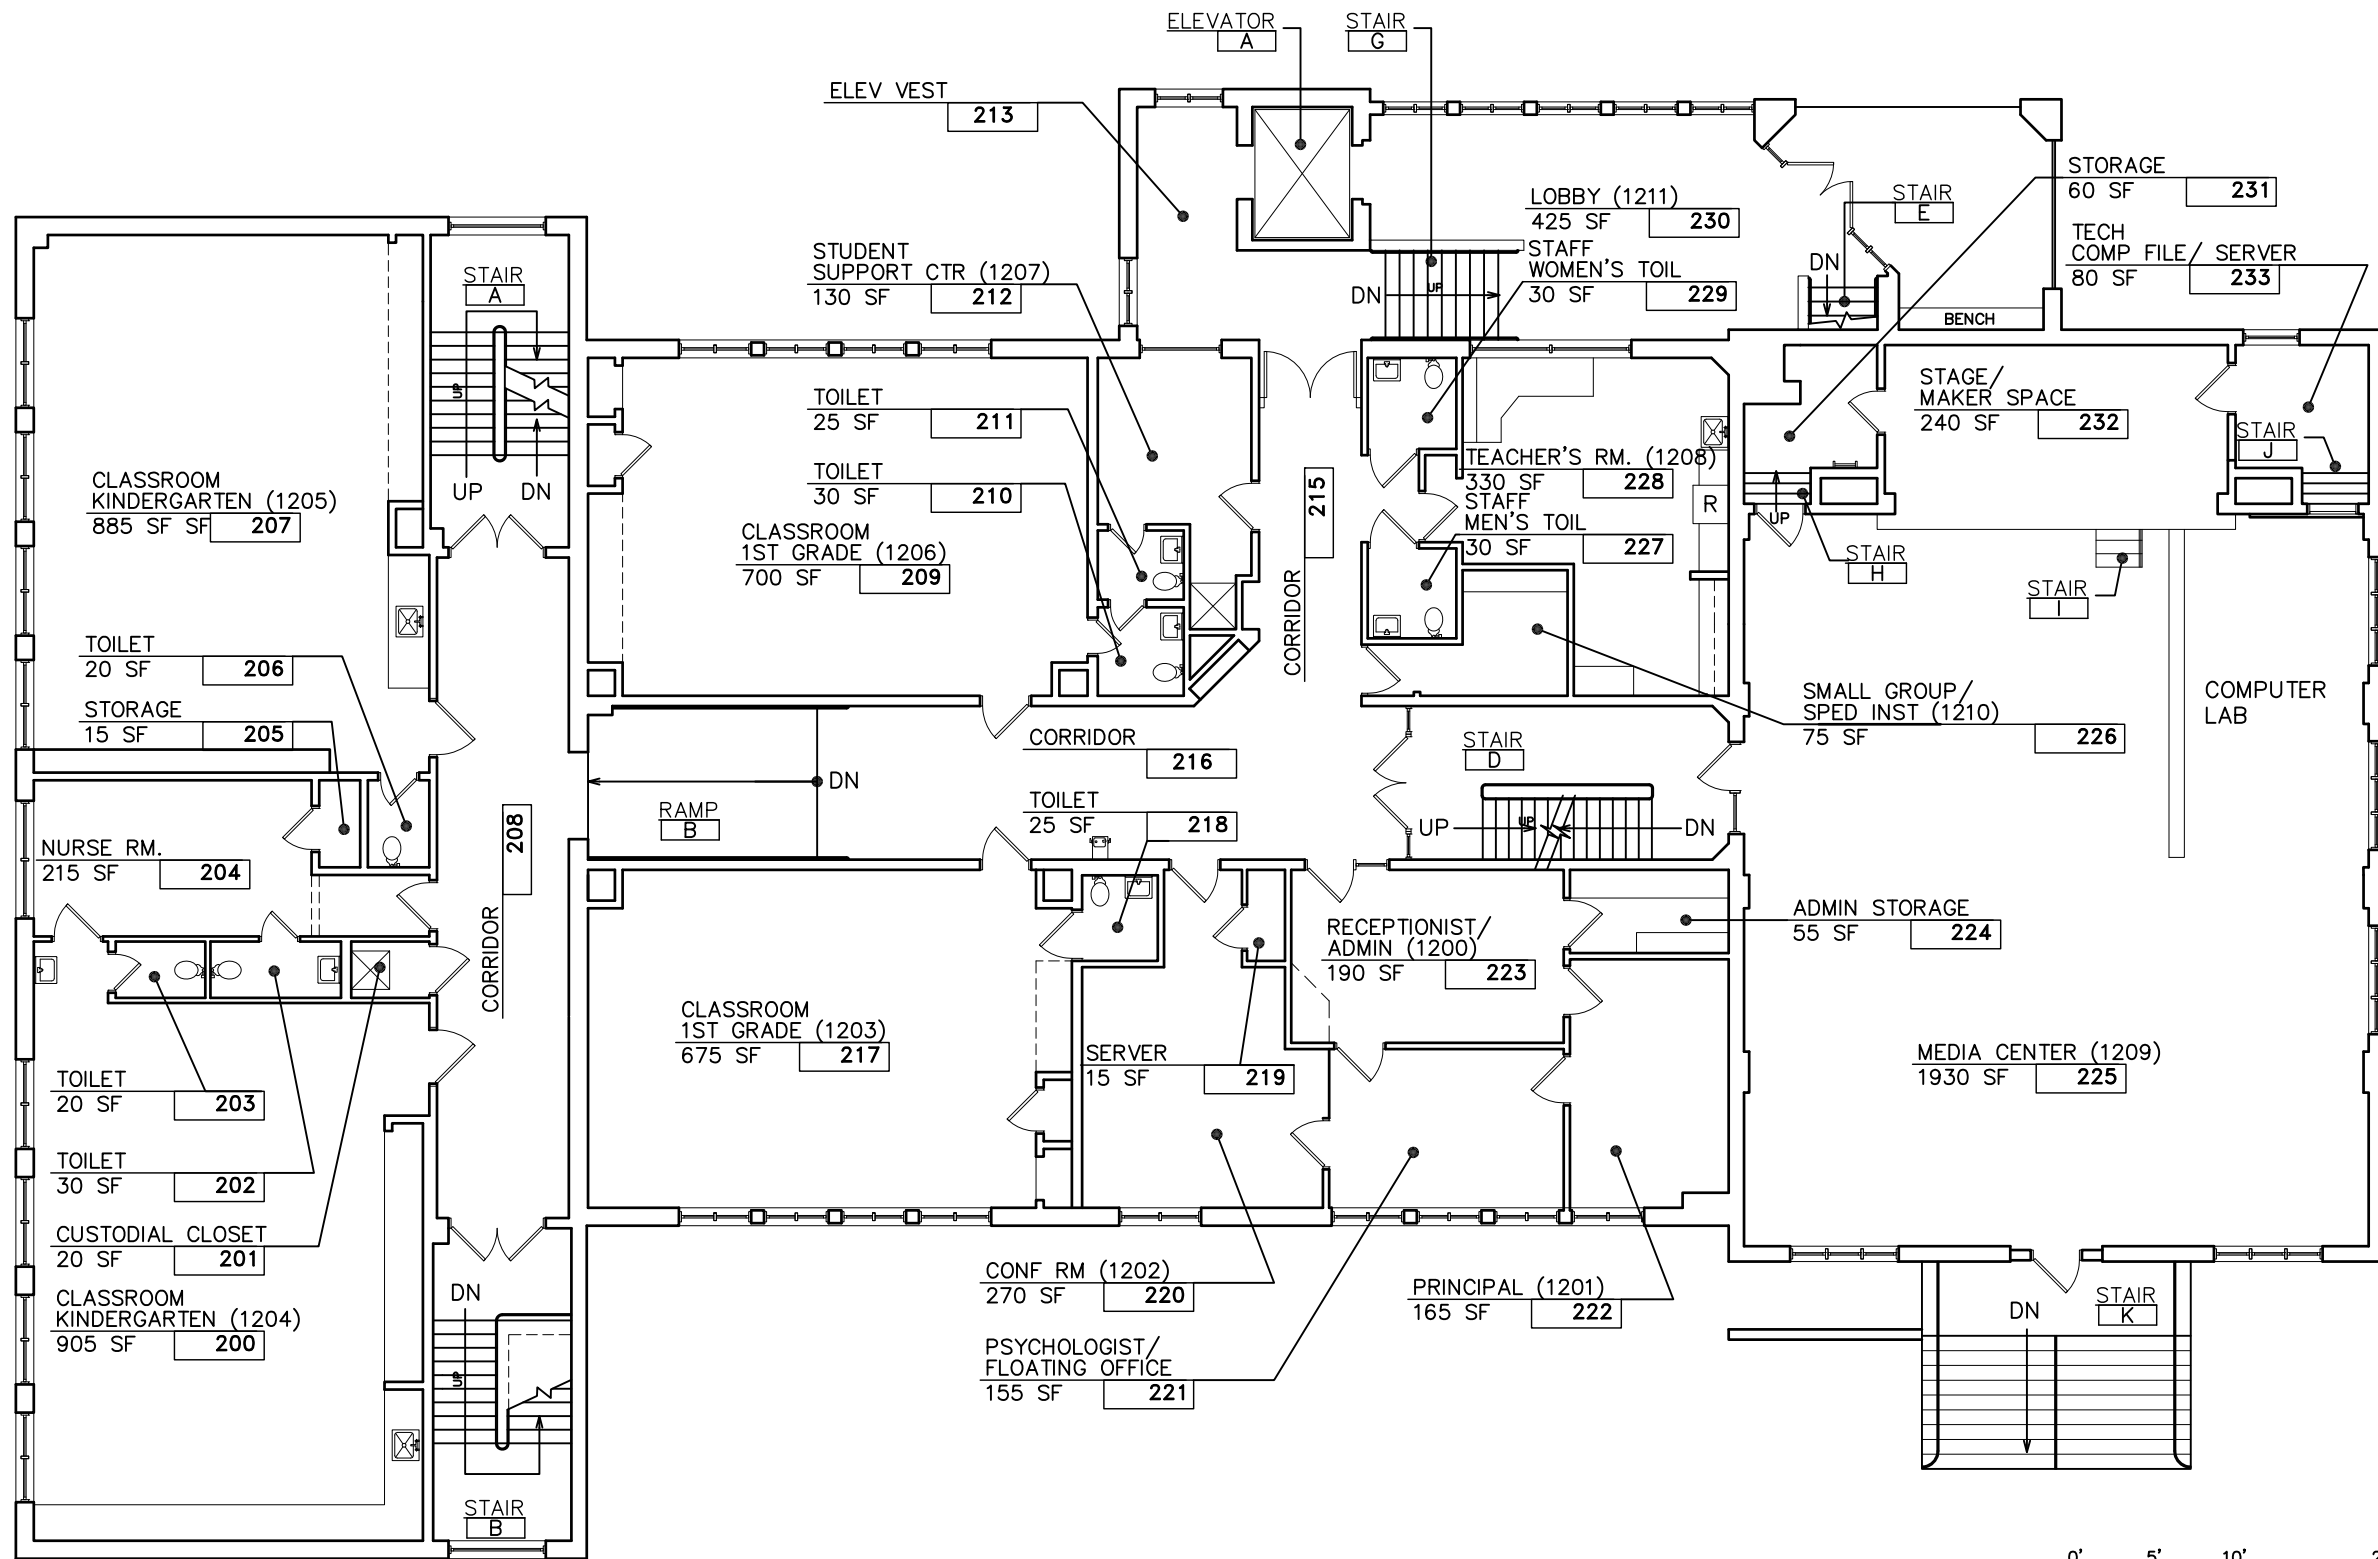 ELEVATOR
A
STAIR
G
ELEV VEST
213
STORAGE
60 SF 231
STAIR
E
LOBBY (1211)
425 SF 230
TECH
COMP FILE/ SERVER
80 SF 233
STUDENT
SUPPORT CTR (1207)
130 SF 212
STAFF
WOMEN'S TOIL
30 SF 229
STAIR
A
DN
UP
DN
BENCH
UP
UP DN
TOILET
25 SF 211
TOILET
30 SF 210
STAGE/
MAKER SPACE
240 SF 232
STAIR
J
CLASSROOM
KINDERGARTEN (1205)
885 SF SF 207
TEACHER'S RM. (1208)
330 SF 228
STAFF
MEN'S TOIL
30 SF 227
R
UP
CORRIDOR
215
CLASSROOM
1ST GRADE (1206)
700 SF 209
STAIR
H
STAIR
I
TOILET
20 SF 206
STORAGE
15 SF 205
SMALL GROUP/
SPED INST (1210)
75 SF 226
COMPUTER
LAB
CORRIDOR
216
STAIR
D
DN
RAMP
B
TOILET
25 SF 218
UP
UP
DN
NURSE RM.
215 SF 204
CORRIDOR
208
RECEPTIONIST/
ADMIN (1200)
190 SF 223
ADMIN STORAGE
55 SF 224
CLASSROOM
1ST GRADE (1203)
675 SF 217
SERVER
15 SF 219
MEDIA CENTER (1209)
1930 SF 225
TOILET
20 SF 203
TOILET
30 SF 202
CUSTODIAL CLOSET
20 SF 201
CLASSROOM
KINDERGARTEN (1204)
905 SF 200
DN
UP
CONF RM (1202)
270 SF 220
PRINCIPAL (1201)
165 SF 222
PSYCHOLOGIST/
FLOATING OFFICE
155 SF 221
DN
STAIR
K
STAIR
B
0' 5' 10'